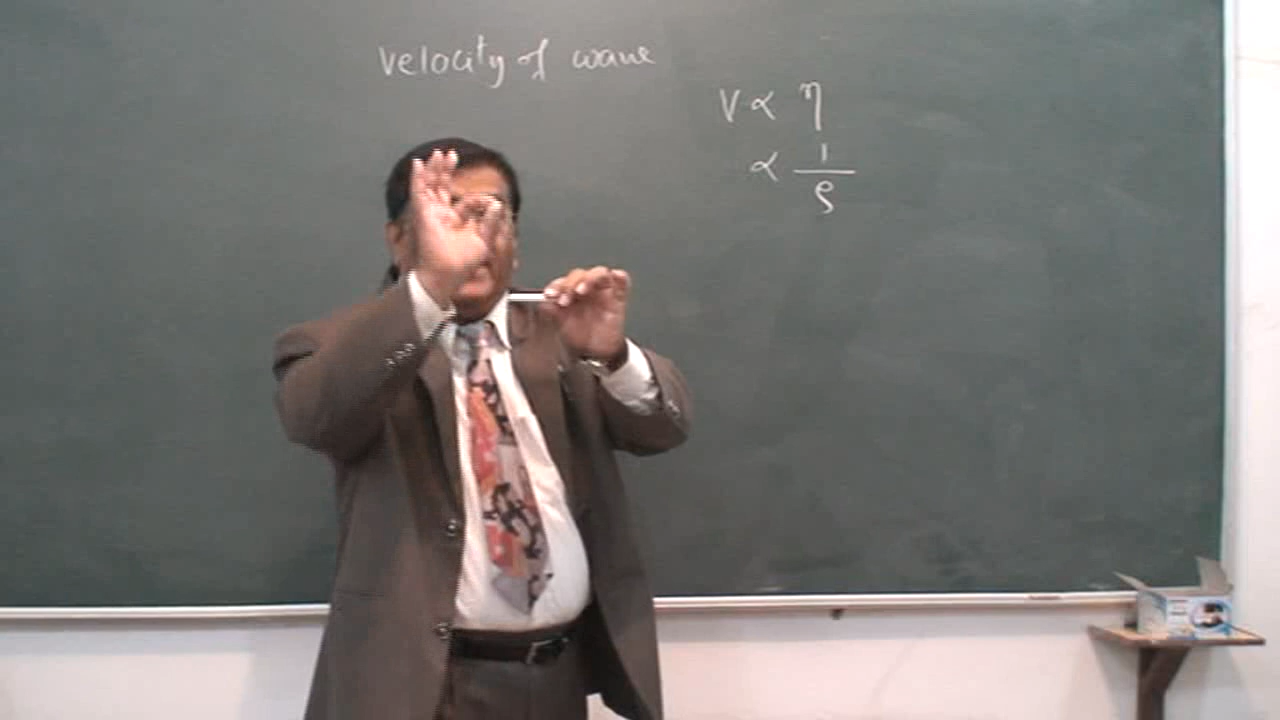 Velocity of wave
V ∝ η
∝ 1/ρ